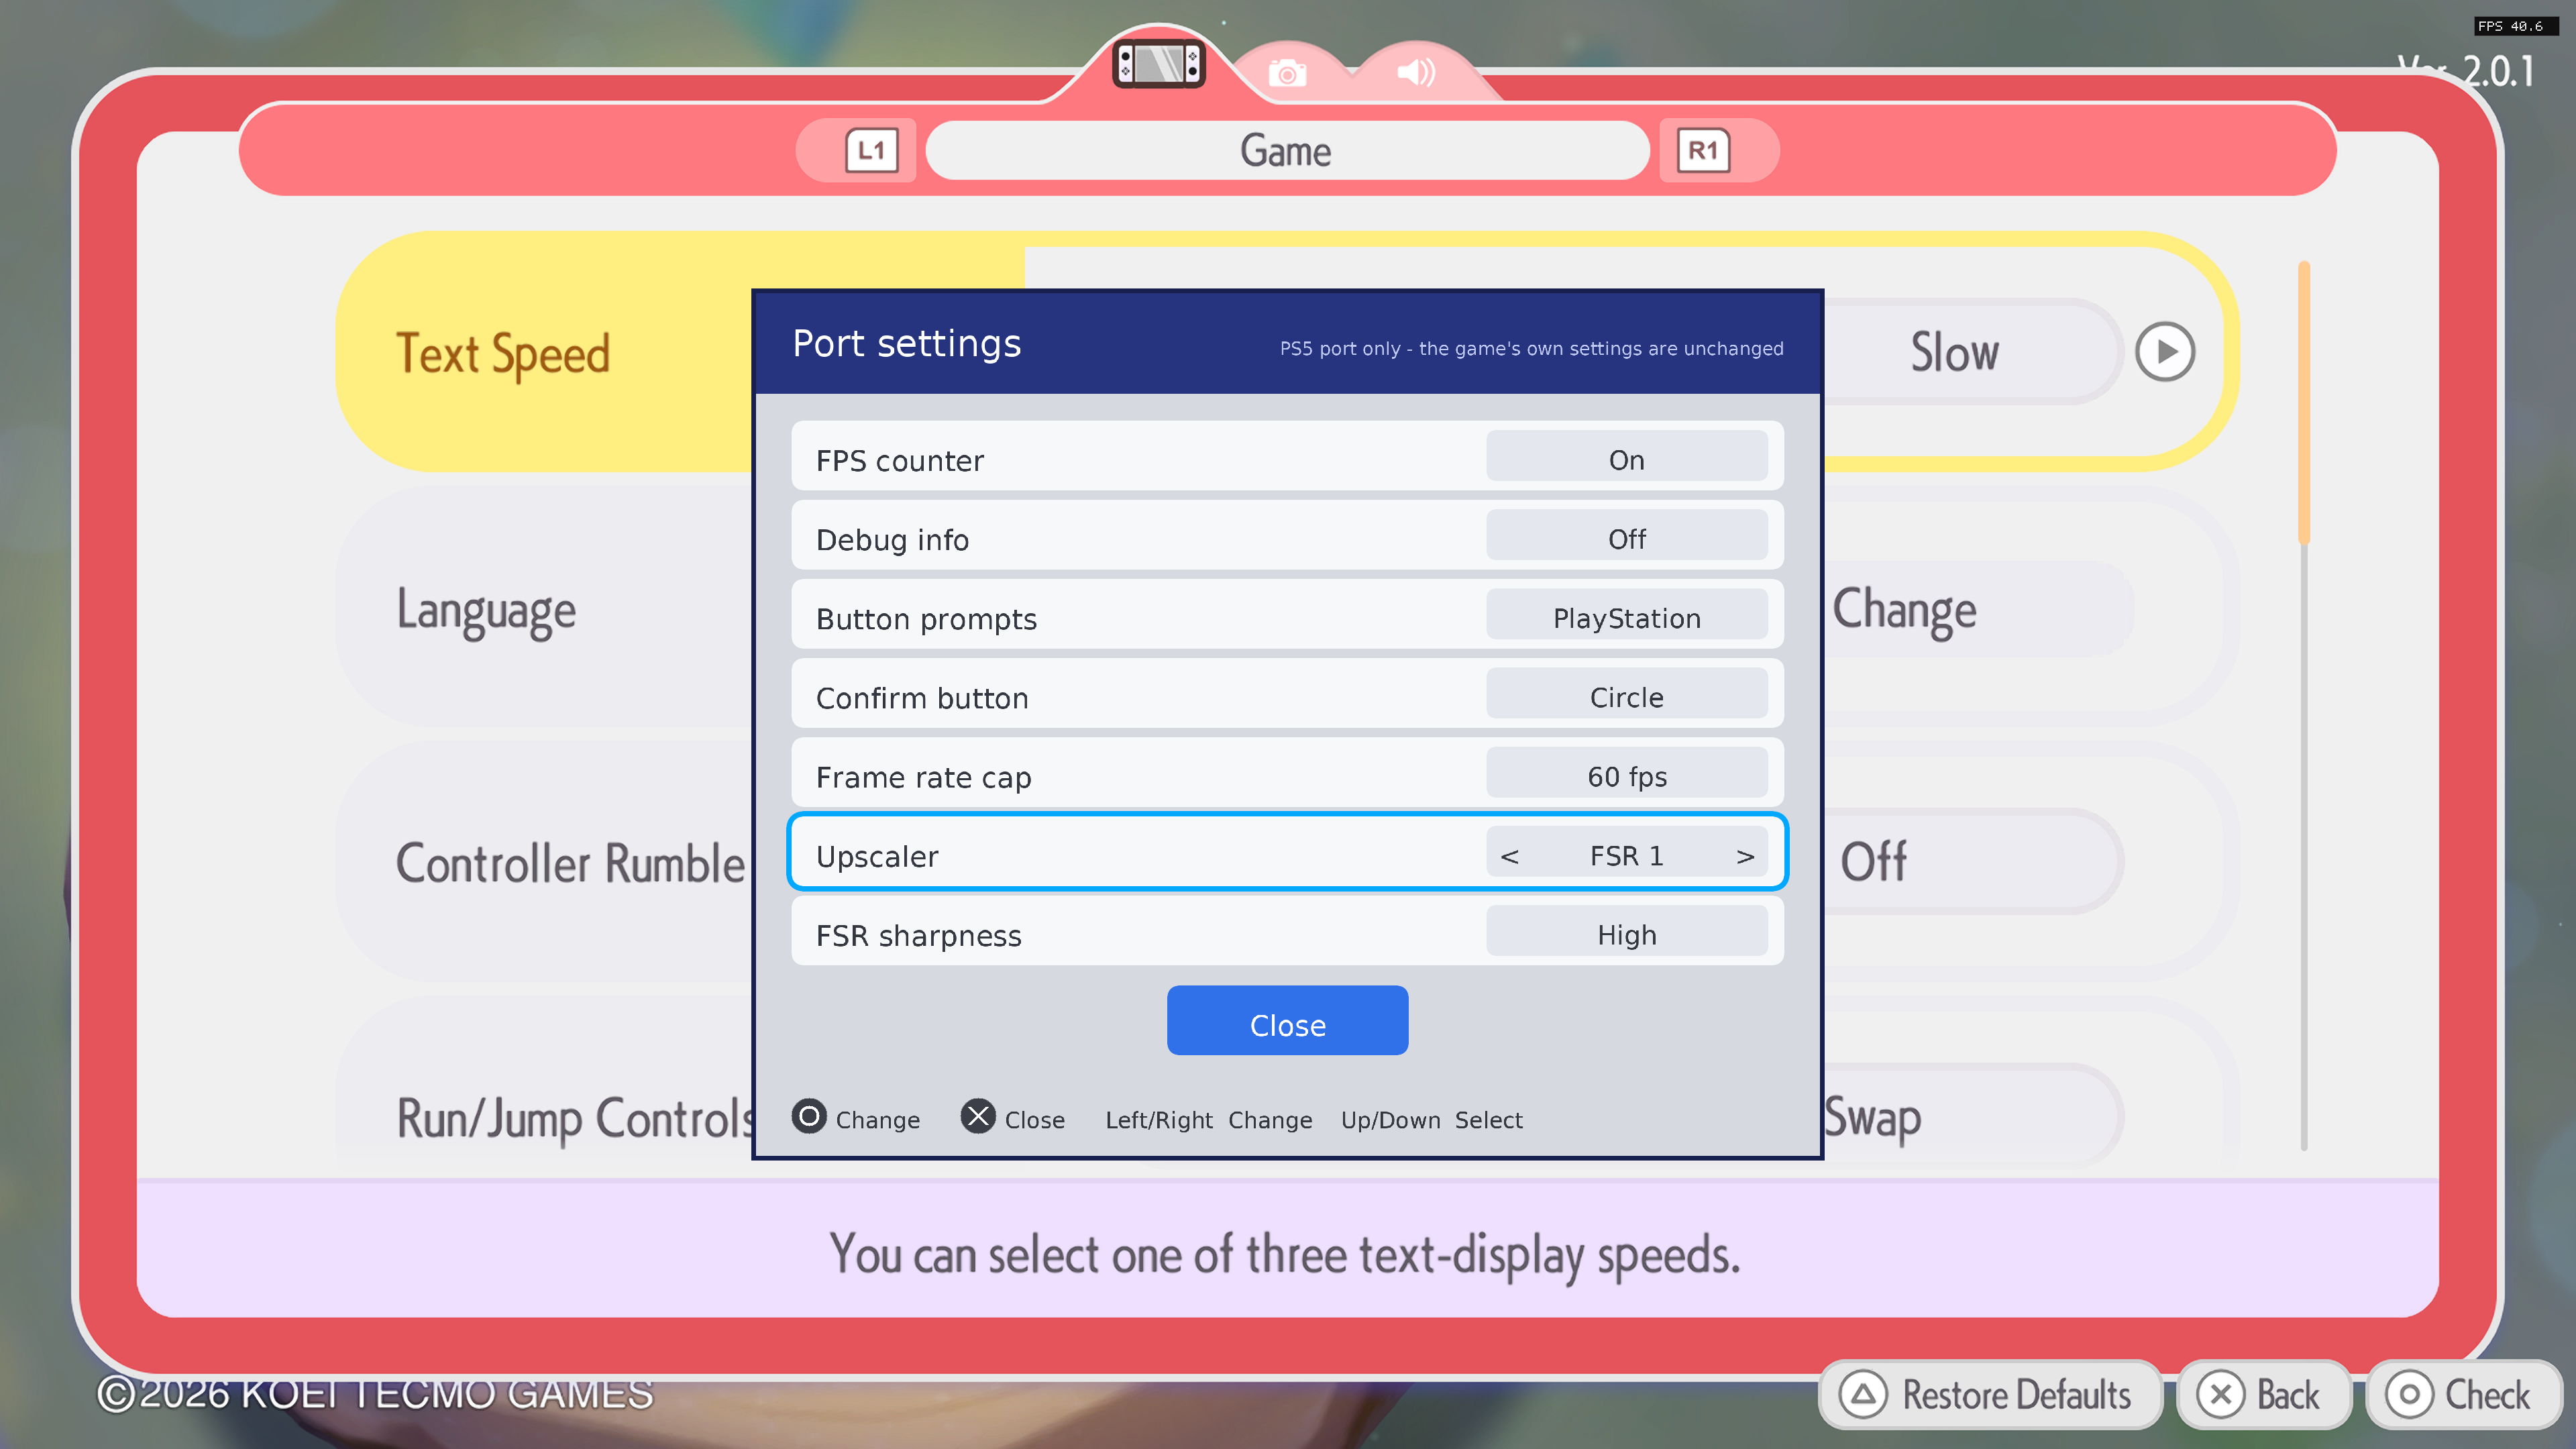 FPS 40.6
Ver. 2.0.1
L1
Game
R1
Text Speed
Slow
Port settings
PS5 port only - the game's own settings are unchanged
FPS counter
On
Debug info
Off
Button prompts
PlayStation
Confirm button
Circle
Frame rate cap
60 fps
Upscaler
< FSR 1 >
FSR sharpness
High
Close
Change
Close
Left/Right Change
Up/Down Select
Language
Change
Controller Rumble
Off
Run/Jump Controls
Swap
You can select one of three text-display speeds.
©2026 KOEI TECMO GAMES
Restore Defaults
Back
Check